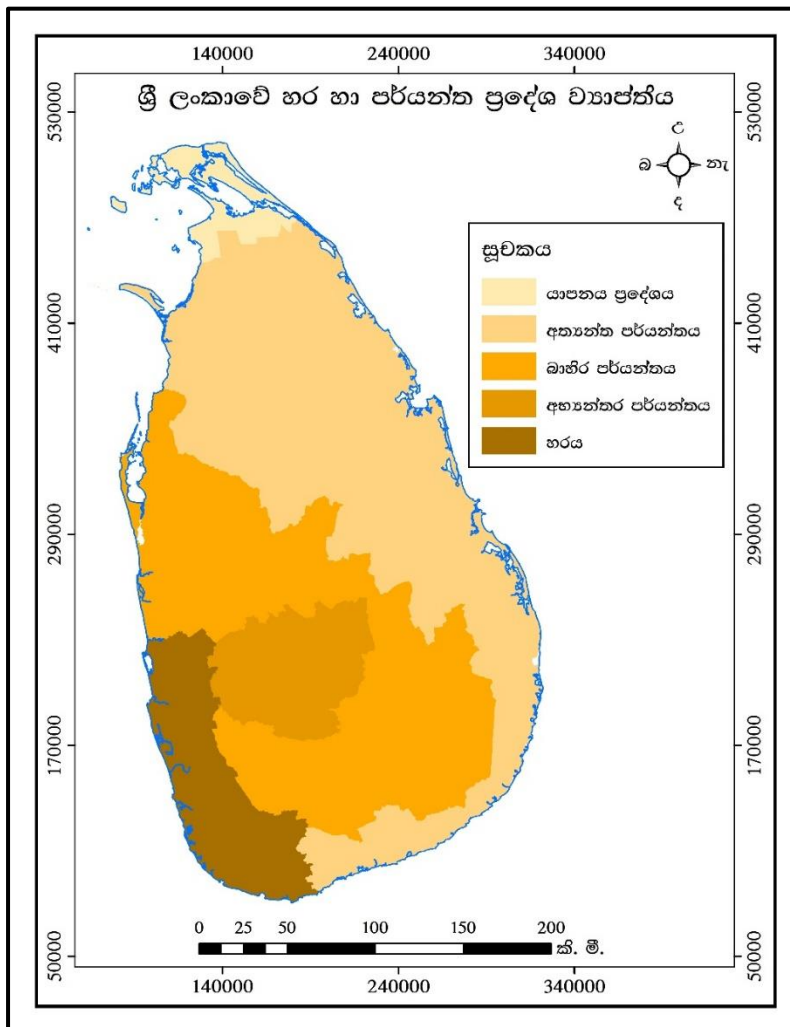 140000 240000 340000
530000 530000
ශ්‍රී ලංකාවේ හර හා පර්යන්ත ප්‍රදේශ ව්‍යාප්තිය
උ
බ නැ
ද
සූචකය
යාපනය ප්‍රදේශය
අත්‍යන්ත පර්යන්තය
බාහිර පර්යන්තය
අභ්‍යන්තර පර්යන්තය
හරය
410000 410000
290000 290000
170000 170000
0 25 50 100 150 200
කි. මී.
50000 50000
140000 240000 340000